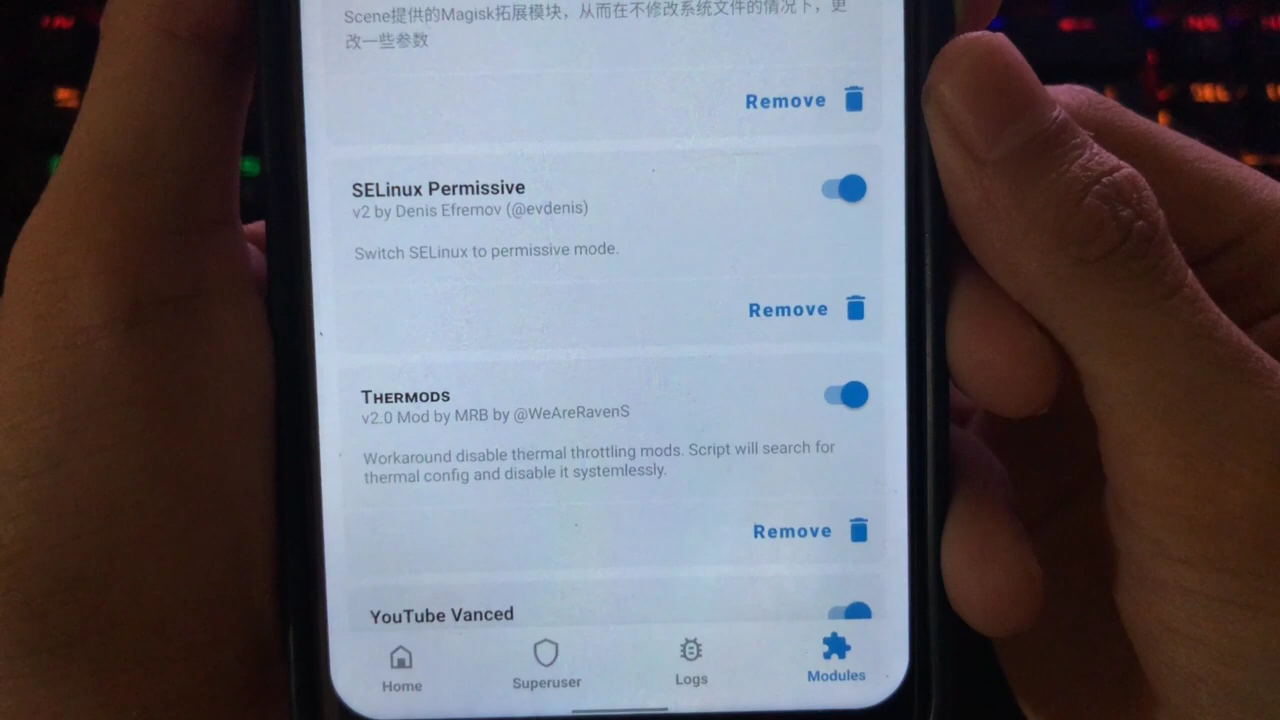 Scene提供的Magisk拓展模块，从而在不修改系统文件的情况下，更
改一些参数
Remove
SELinux Permissive
v2 by Denis Efremov (@evdenis)
Switch SELinux to permissive mode.
Remove
THERMODS
v2.0 Mod by MRB by @WeAreRavenS
Workaround disable thermal throttling mods. Script will search for
thermal config and disable it systemlessly.
Remove
YouTube Vanced
Home
Superuser
Logs
Modules